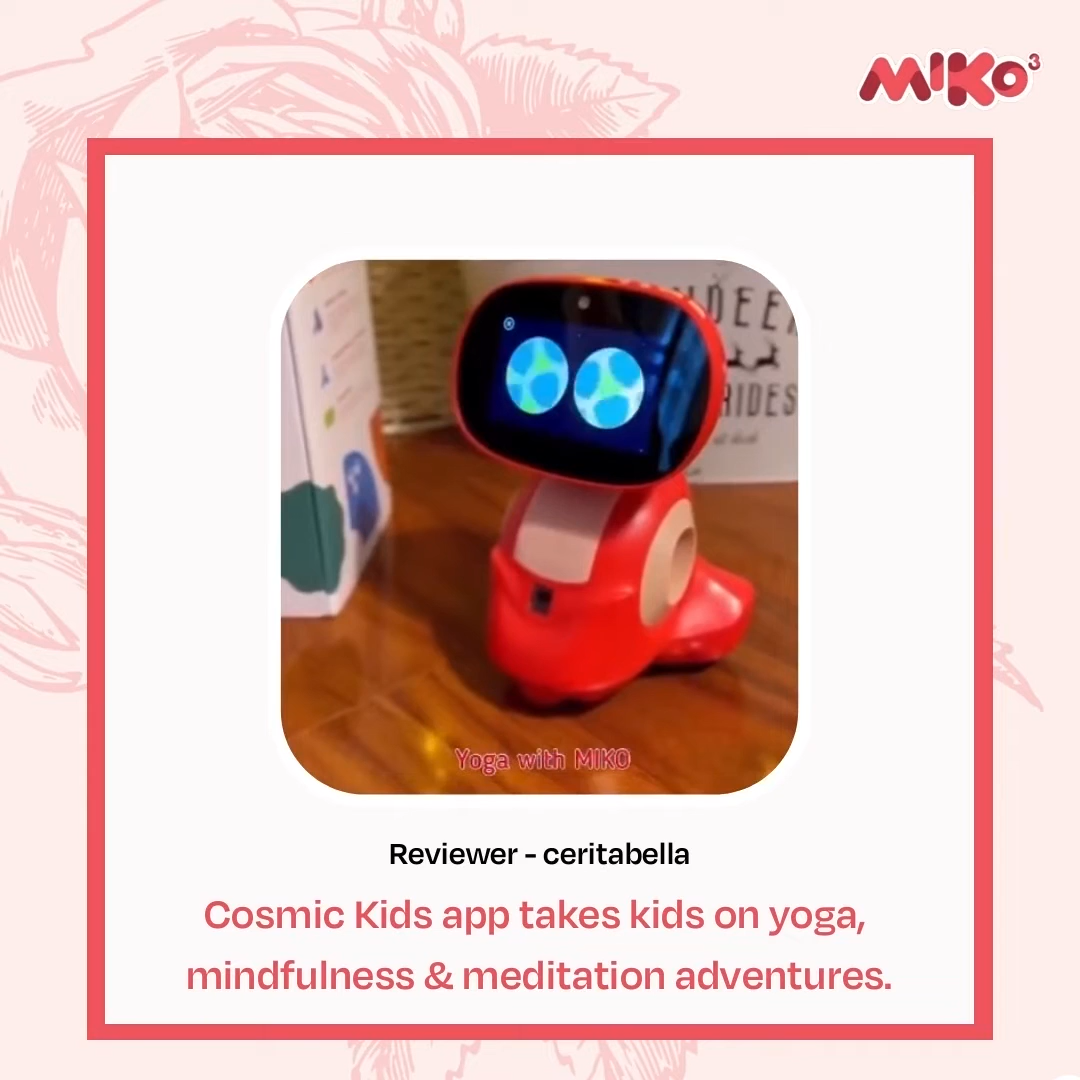 MIKO3
Yoga with MIKO
Reviewer - ceritabella
Cosmic Kids app takes kids on yoga,
mindfulness & meditation adventures.